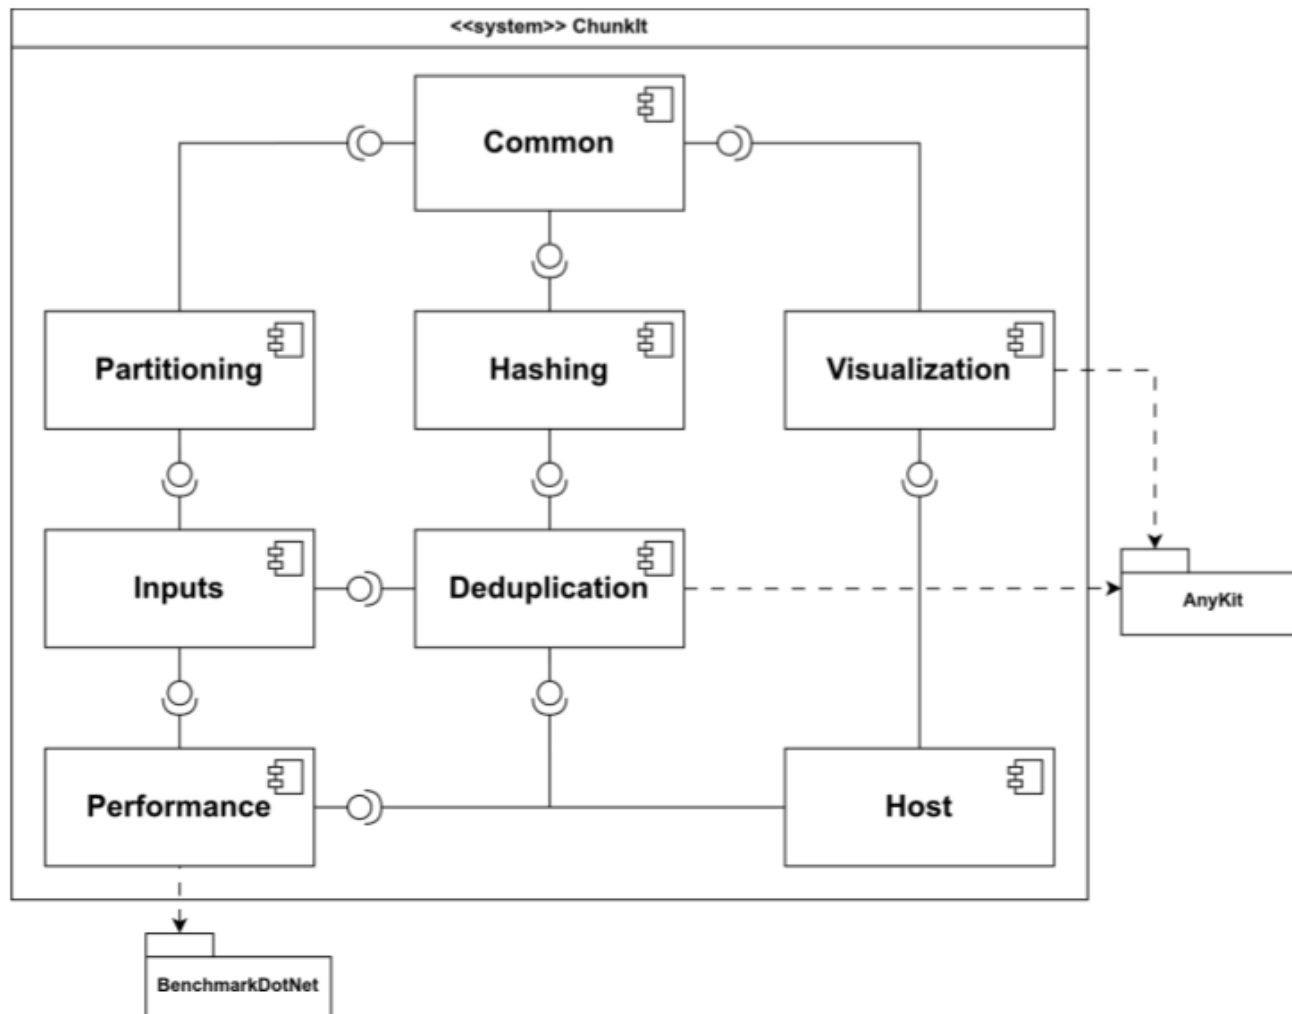 <<system>> ChunkIt
Common
Partitioning
Hashing
Visualization
Inputs
Deduplication
AnyKit
Performance
Host
BenchmarkDotNet